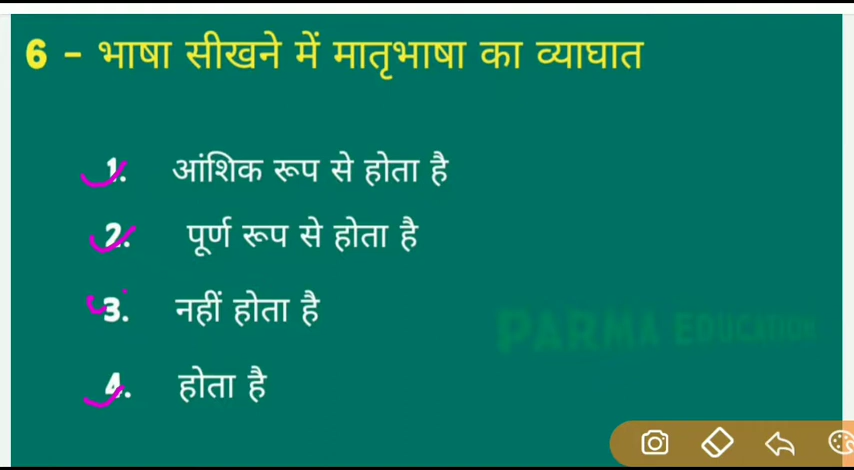 6 - भाषा सीखने में मातृभाषा का व्याघात
1. आंशिक रूप से होता है
2. पूर्ण रूप से होता है
3. नहीं होता है
PARMA EDUCATION
4. होता है